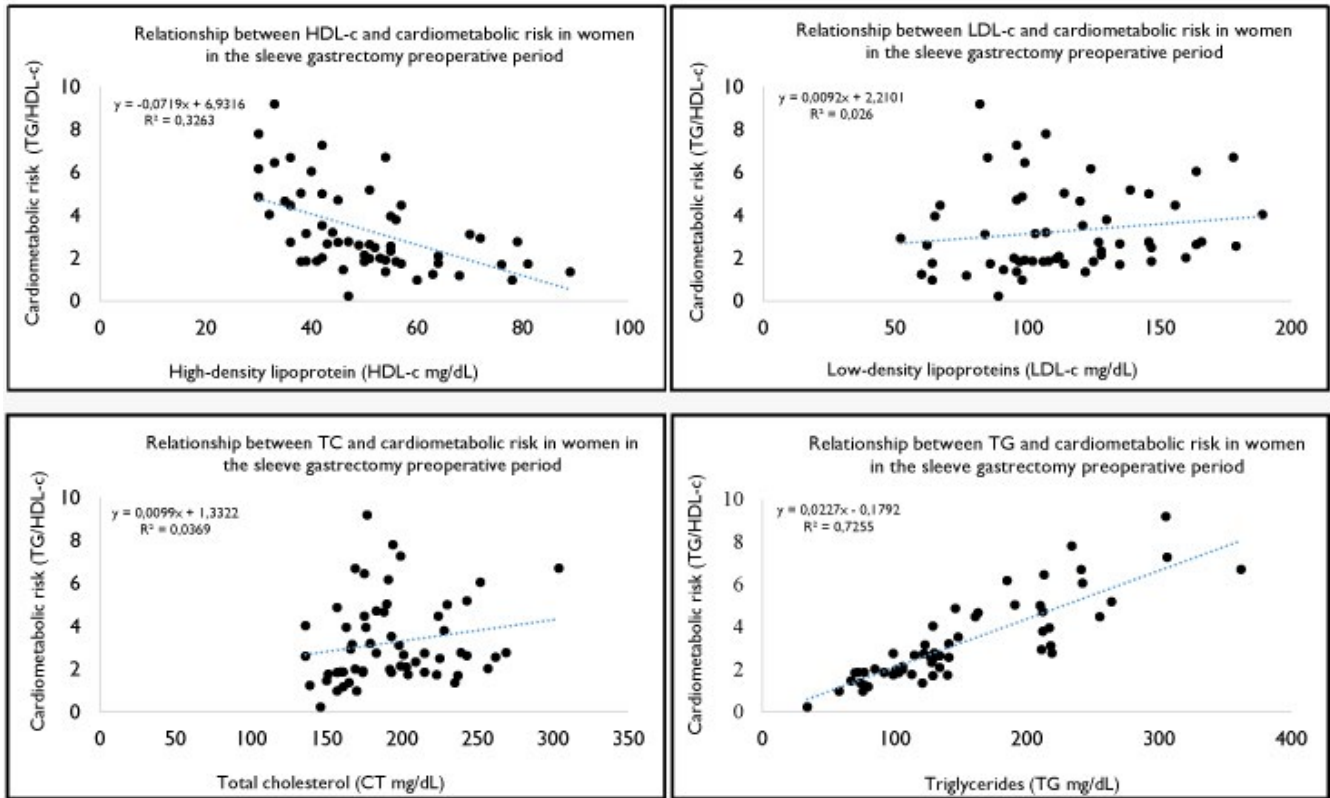 Relationship between HDL-c and cardiometabolic risk in women
in the sleeve gastrectomy preoperative period
Cardiometabolic risk (TG/HDL-c)
y = -0,0719x + 6,9316
R² = 0,3263
10
8
6
4
2
0
0 20 40 60 80 100
High-density lipoprotein (HDL-c mg/dL)
Relationship between LDL-c and cardiometabolic risk in women
in the sleeve gastrectomy preoperative period
Cardiometabolic risk (TG/HDL-c)
y = 0,0092x + 2,2101
R² = 0,026
10
8
6
4
2
0
0 50 100 150 200
Low-density lipoproteins (LDL-c mg/dL)
Relationship between TC and cardiometabolic risk in women in
the sleeve gastrectomy preoperative period
Cardiometabolic risk (TG/HDL-c)
y = 0,0099x + 1,3322
R² = 0,0369
10
8
6
4
2
0
0 50 100 150 200 250 300 350
Total cholesterol (CT mg/dL)
Relationship between TG and cardiometabolic risk in women
in the sleeve gastrectomy preoperative period
Cardiometabolic risk (TG/HDL-c)
y = 0,0227x - 0,1792
R² = 0,7255
10
8
6
4
2
0
0 100 200 300 400
Triglycerides (TG mg/dL)